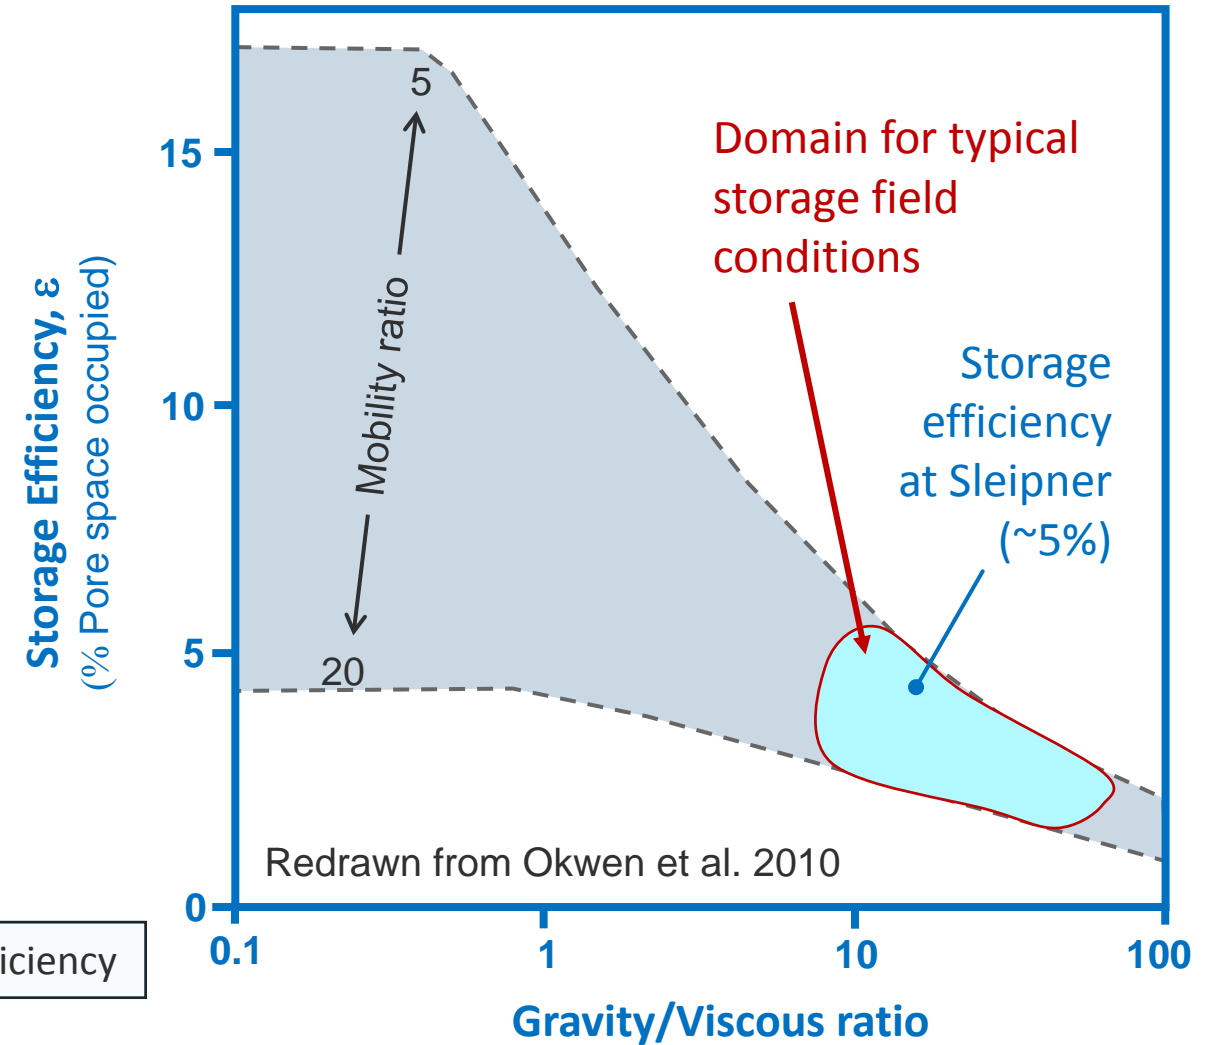 5
Domain for typical
storage field
conditions
15
Storage Efficiency, ε
(% Pore space occupied)
Mobility ratio
Storage
efficiency
at Sleipner
(~5%)
10
5
20
Redrawn from Okwen et al. 2010
0
iciency
0.1
1
10
100
Gravity/Viscous ratio